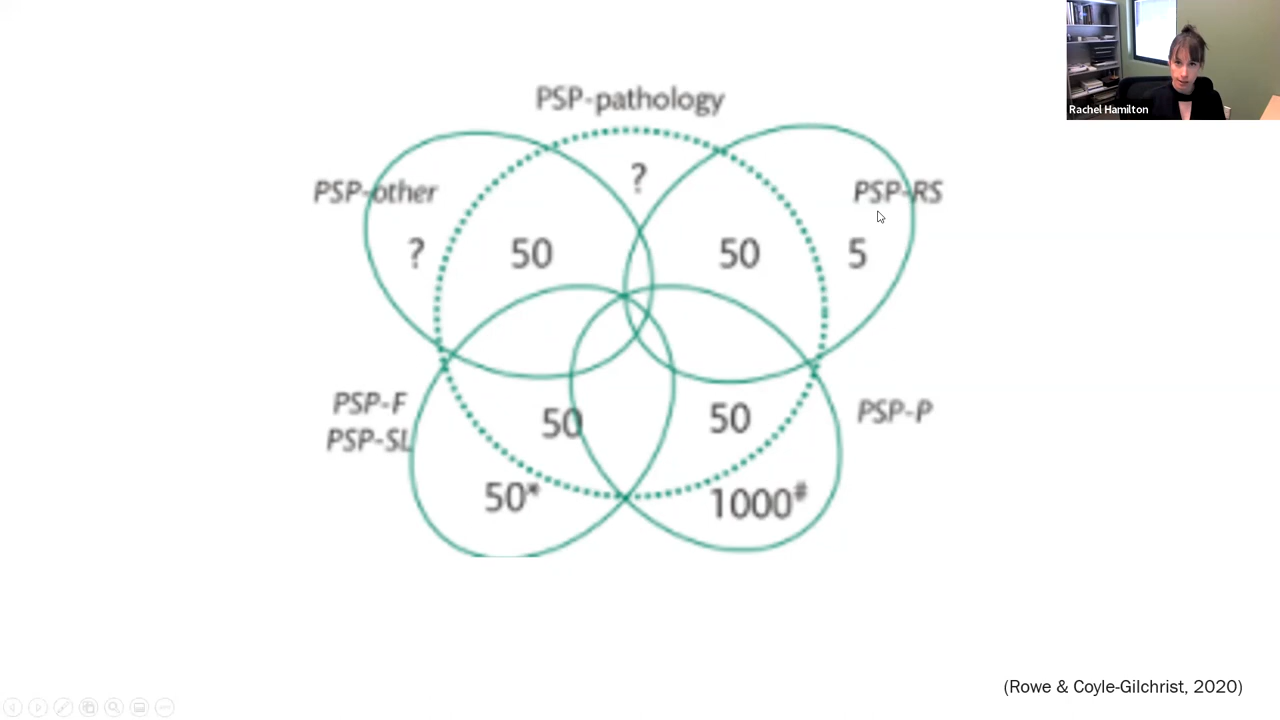 Rachel Hamilton
PSP-pathology
?
PSP-other
PSP-RS
?
50
50
5
PSP-F
PSP-SL
PSP-P
50
50
50*
1000#
(Rowe & Coyle-Gilchrist, 2020)